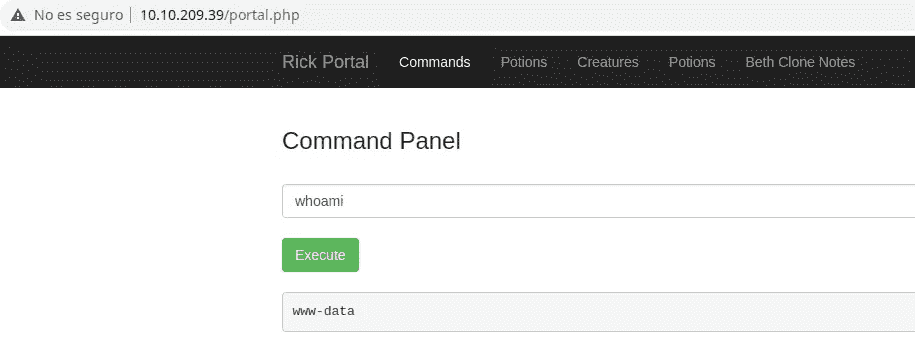 No es seguro 10.10.209.39/portal.php
Rick Portal Commands Potions Creatures Potions Beth Clone Notes
Command Panel
whoami
Execute
www-data